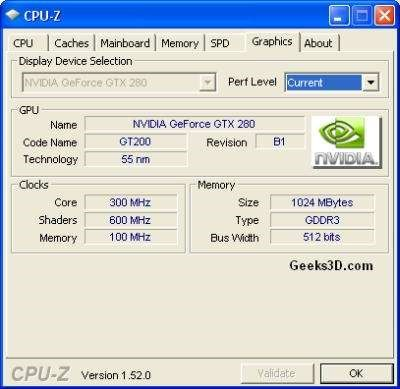 CPU-Z
CPU Caches Mainboard Memory SPD Graphics About
Display Device Selection
NVIDIA GeForce GTX 280 Perf Level Current
GPU
Name NVIDIA GeForce GTX 280
Code Name GT200 Revision B1
Technology 55 nm
NVIDIA.
Clocks
Core 300 MHz
Shaders 600 MHz
Memory 100 MHz
Memory
Size 1024 MBytes
Type GDDR3
Bus Width 512 bits
Geeks3D.com
CPU-Z Version 1.52.0 Validate OK